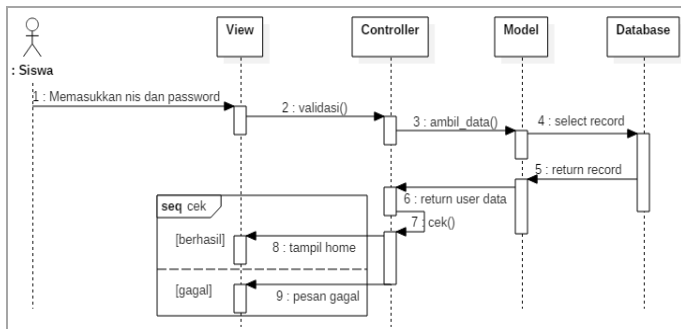 View
Controller
Model
Database
: Siswa
1 : Memasukkan nis dan password
2 : validasi()
3 : ambil_data()
4 : select record
5 : return record
6 : return user data
seq cek
7 : cek()
[berhasil]
8 : tampil home
[gagal]
9 : pesan gagal